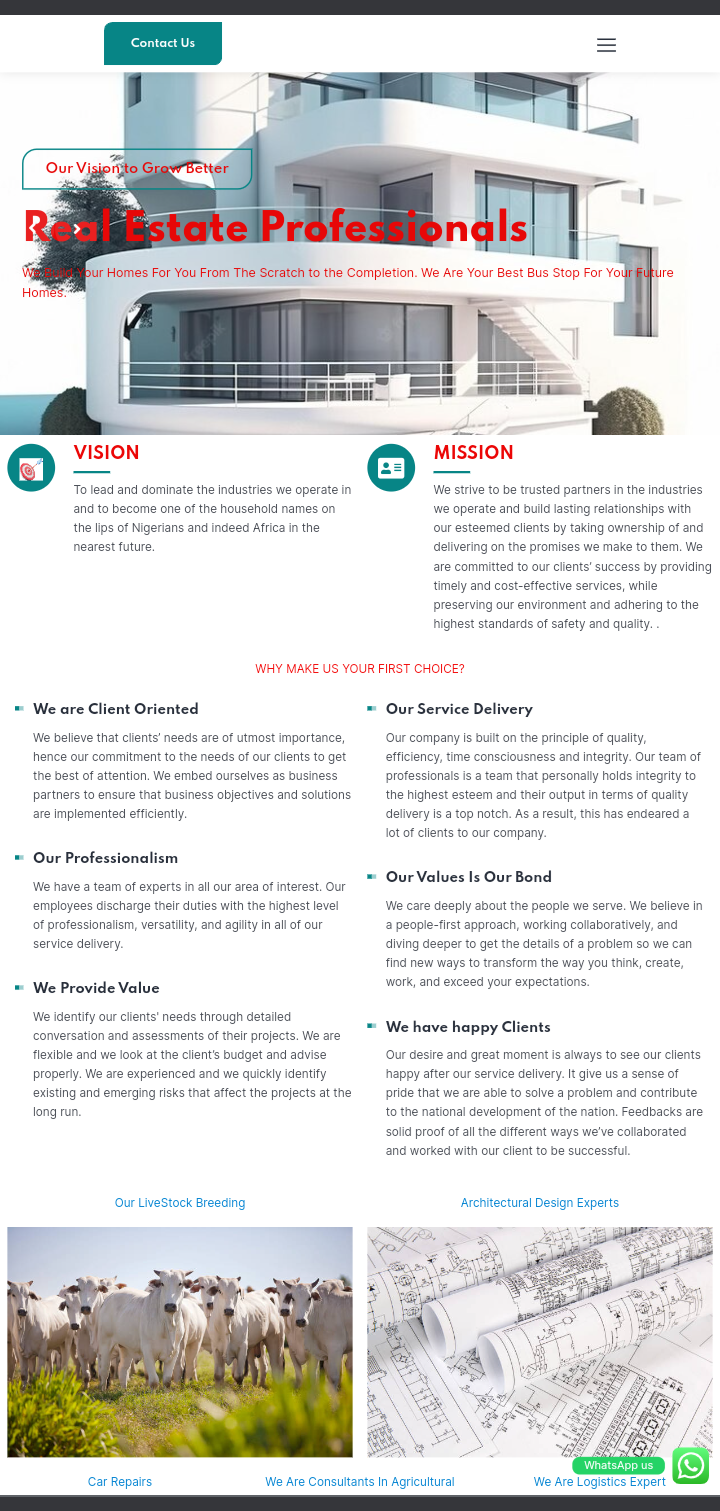 Contact Us
Our Vision to Grow Better
Real Estate Professionals
We Build Your Homes For You From The Scratch to the Completion. We Are Your Best Bus Stop For Your Future
Homes.
VISION
To lead and dominate the industries we operate in
and to become one of the household names on
the lips of Nigerians and indeed Africa in the
nearest future.
MISSION
We strive to be trusted partners in the industries
we operate and build lasting relationships with
our esteemed clients by taking ownership of and
delivering on the promises we make to them. We
are committed to our clients’ success by providing
timely and cost-effective services, while
preserving our environment and adhering to the
highest standards of safety and quality. .
WHY MAKE US YOUR FIRST CHOICE?
We are Client Oriented
We believe that clients’ needs are of utmost importance,
hence our commitment to the needs of our clients to get
the best of attention. We embed ourselves as business
partners to ensure that business objectives and solutions
are implemented efficiently.
Our Professionalism
We have a team of experts in all our area of interest. Our
employees discharge their duties with the highest level
of professionalism, versatility, and agility in all of our
service delivery.
We Provide Value
We identify our clients' needs through detailed
conversation and assessments of their projects. We are
flexible and we look at the client’s budget and advise
properly. We are experienced and we quickly identify
existing and emerging risks that affect the projects at the
long run.
Our Service Delivery
Our company is built on the principle of quality,
efficiency, time consciousness and integrity. Our team of
professionals is a team that personally holds integrity to
the highest esteem and their output in terms of quality
delivery is a top notch. As a result, this has endeared a
lot of clients to our company.
Our Values Is Our Bond
We care deeply about the people we serve. We believe in
a people-first approach, working collaboratively, and
diving deeper to get the details of a problem so we can
find new ways to transform the way you think, create,
work, and exceed your expectations.
We have happy Clients
Our desire and great moment is always to see our clients
happy after our service delivery. It give us a sense of
pride that we are able to solve a problem and contribute
to the national development of the nation. Feedbacks are
solid proof of all the different ways we’ve collaborated
and worked with our client to be successful.
Our LiveStock Breeding
Architectural Design Experts
WhatsApp us
Car Repairs
We Are Consultants In Agricultural
We Are Logistics Expert